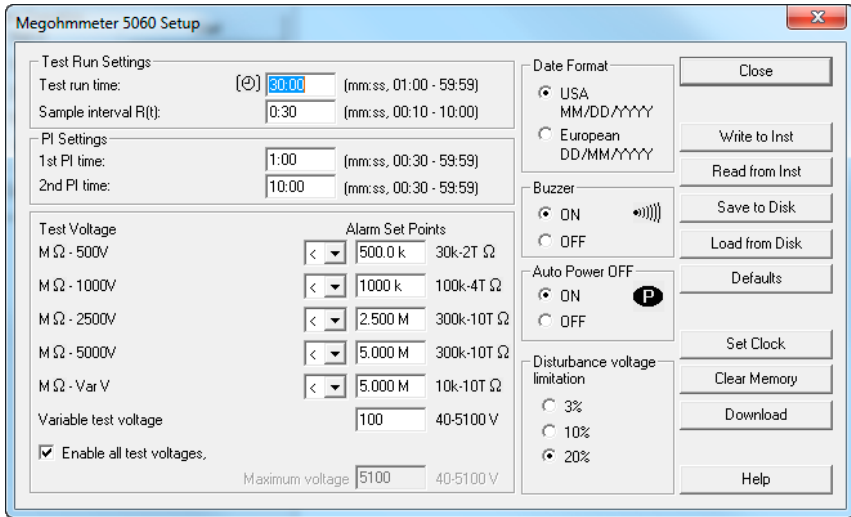 Megohmmeter 5060 Setup
x
Test Run Settings
Test run time: 30:00 (mm:ss, 01:00 - 59:59)
Sample interval R(t): 0:30 (mm:ss, 00:10 - 10:00)
PI Settings
1st PI time: 1:00 (mm:ss, 00:30 - 59:59)
2nd PI time: 10:00 (mm:ss, 00:30 - 59:59)
Test Voltage Alarm Set Points
M Ω - 500V < 500.0 k 30k-2T Ω
M Ω - 1000V < 1000 k 100k-4T Ω
M Ω - 2500V < 2.500 M 300k-10T Ω
M Ω - 5000V < 5.000 M 300k-10T Ω
M Ω - Var V < 5.000 M 10k-10T Ω
Variable test voltage 100 40-5100 V
Enable all test voltages,
Maximum voltage 5100 40-5100 V
Date Format
USA
MM/DD/YYYY
European
DD/MM/YYYY
Buzzer
ON
OFF
Auto Power OFF
ON P
OFF
Disturbance voltage
limitation
3%
10%
20%
Close
Write to Inst
Read from Inst
Save to Disk
Load from Disk
Defaults
Set Clock
Clear Memory
Download
Help